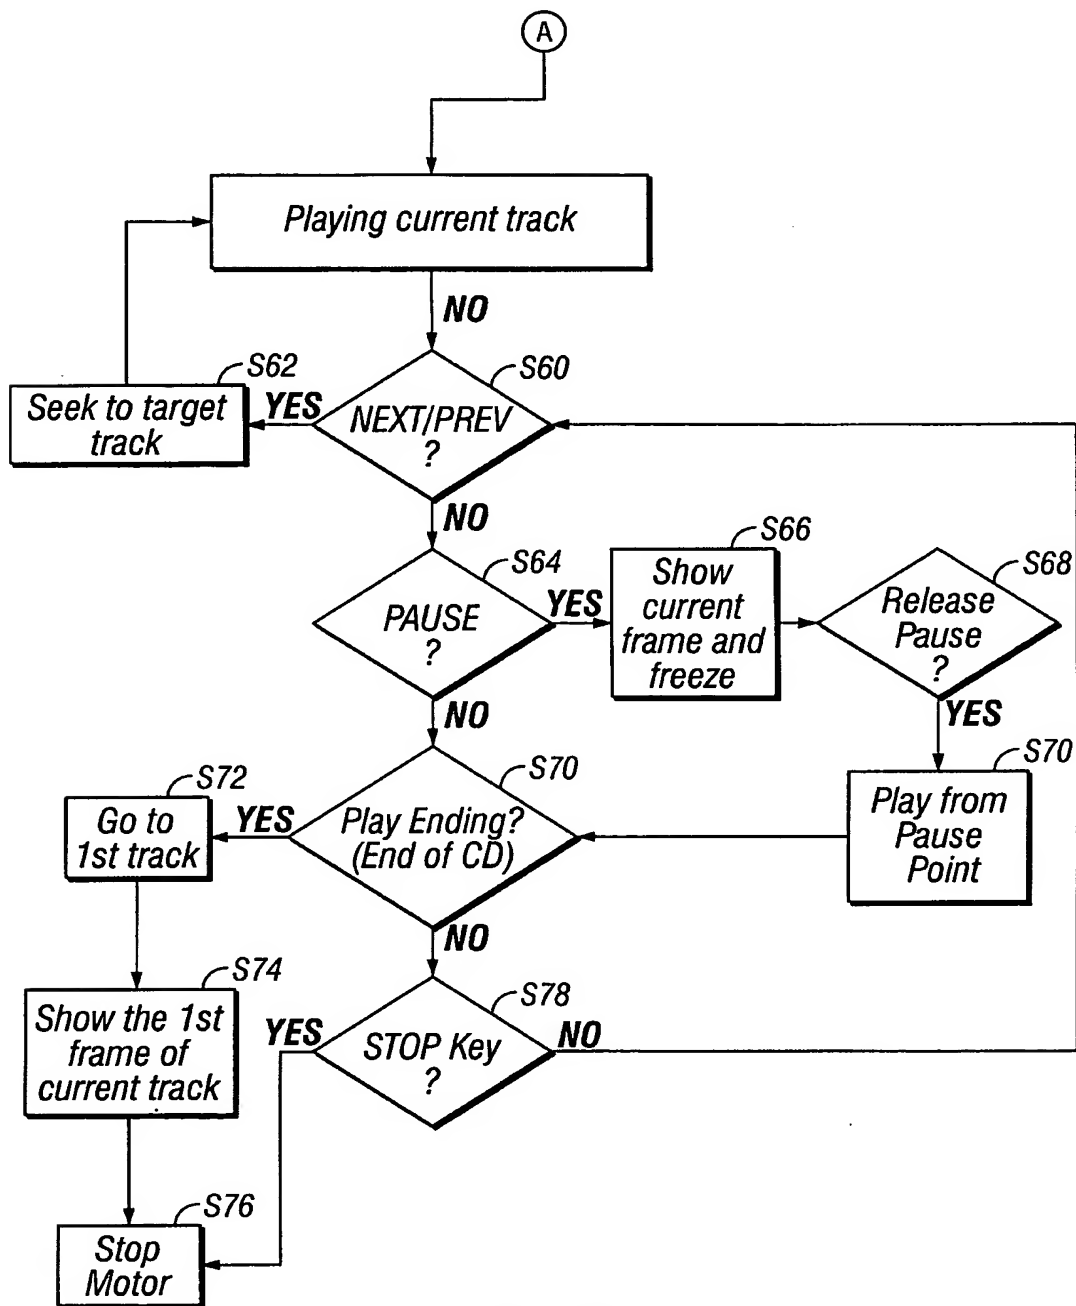 A
Playing current track
NO
S62
S60
Seek to target
track
YES
NEXT/PREV
?
NO
S64
S66
S68
PAUSE
?
YES
Show
current
frame and
freeze
Release
Pause
?
NO
YES
S72
S70
S70
Go to
1st track
YES
Play Ending?
(End of CD)
Play from
Pause
Point
NO
S74
S78
Show the 1st
frame of
current track
YES
STOP Key
?
NO
S76
Stop
Motor